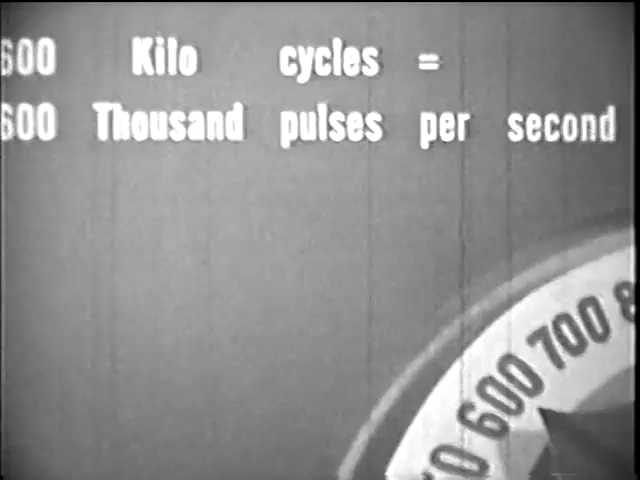 600 Kilo cycles =
600 Thousand pulses per second
600
700